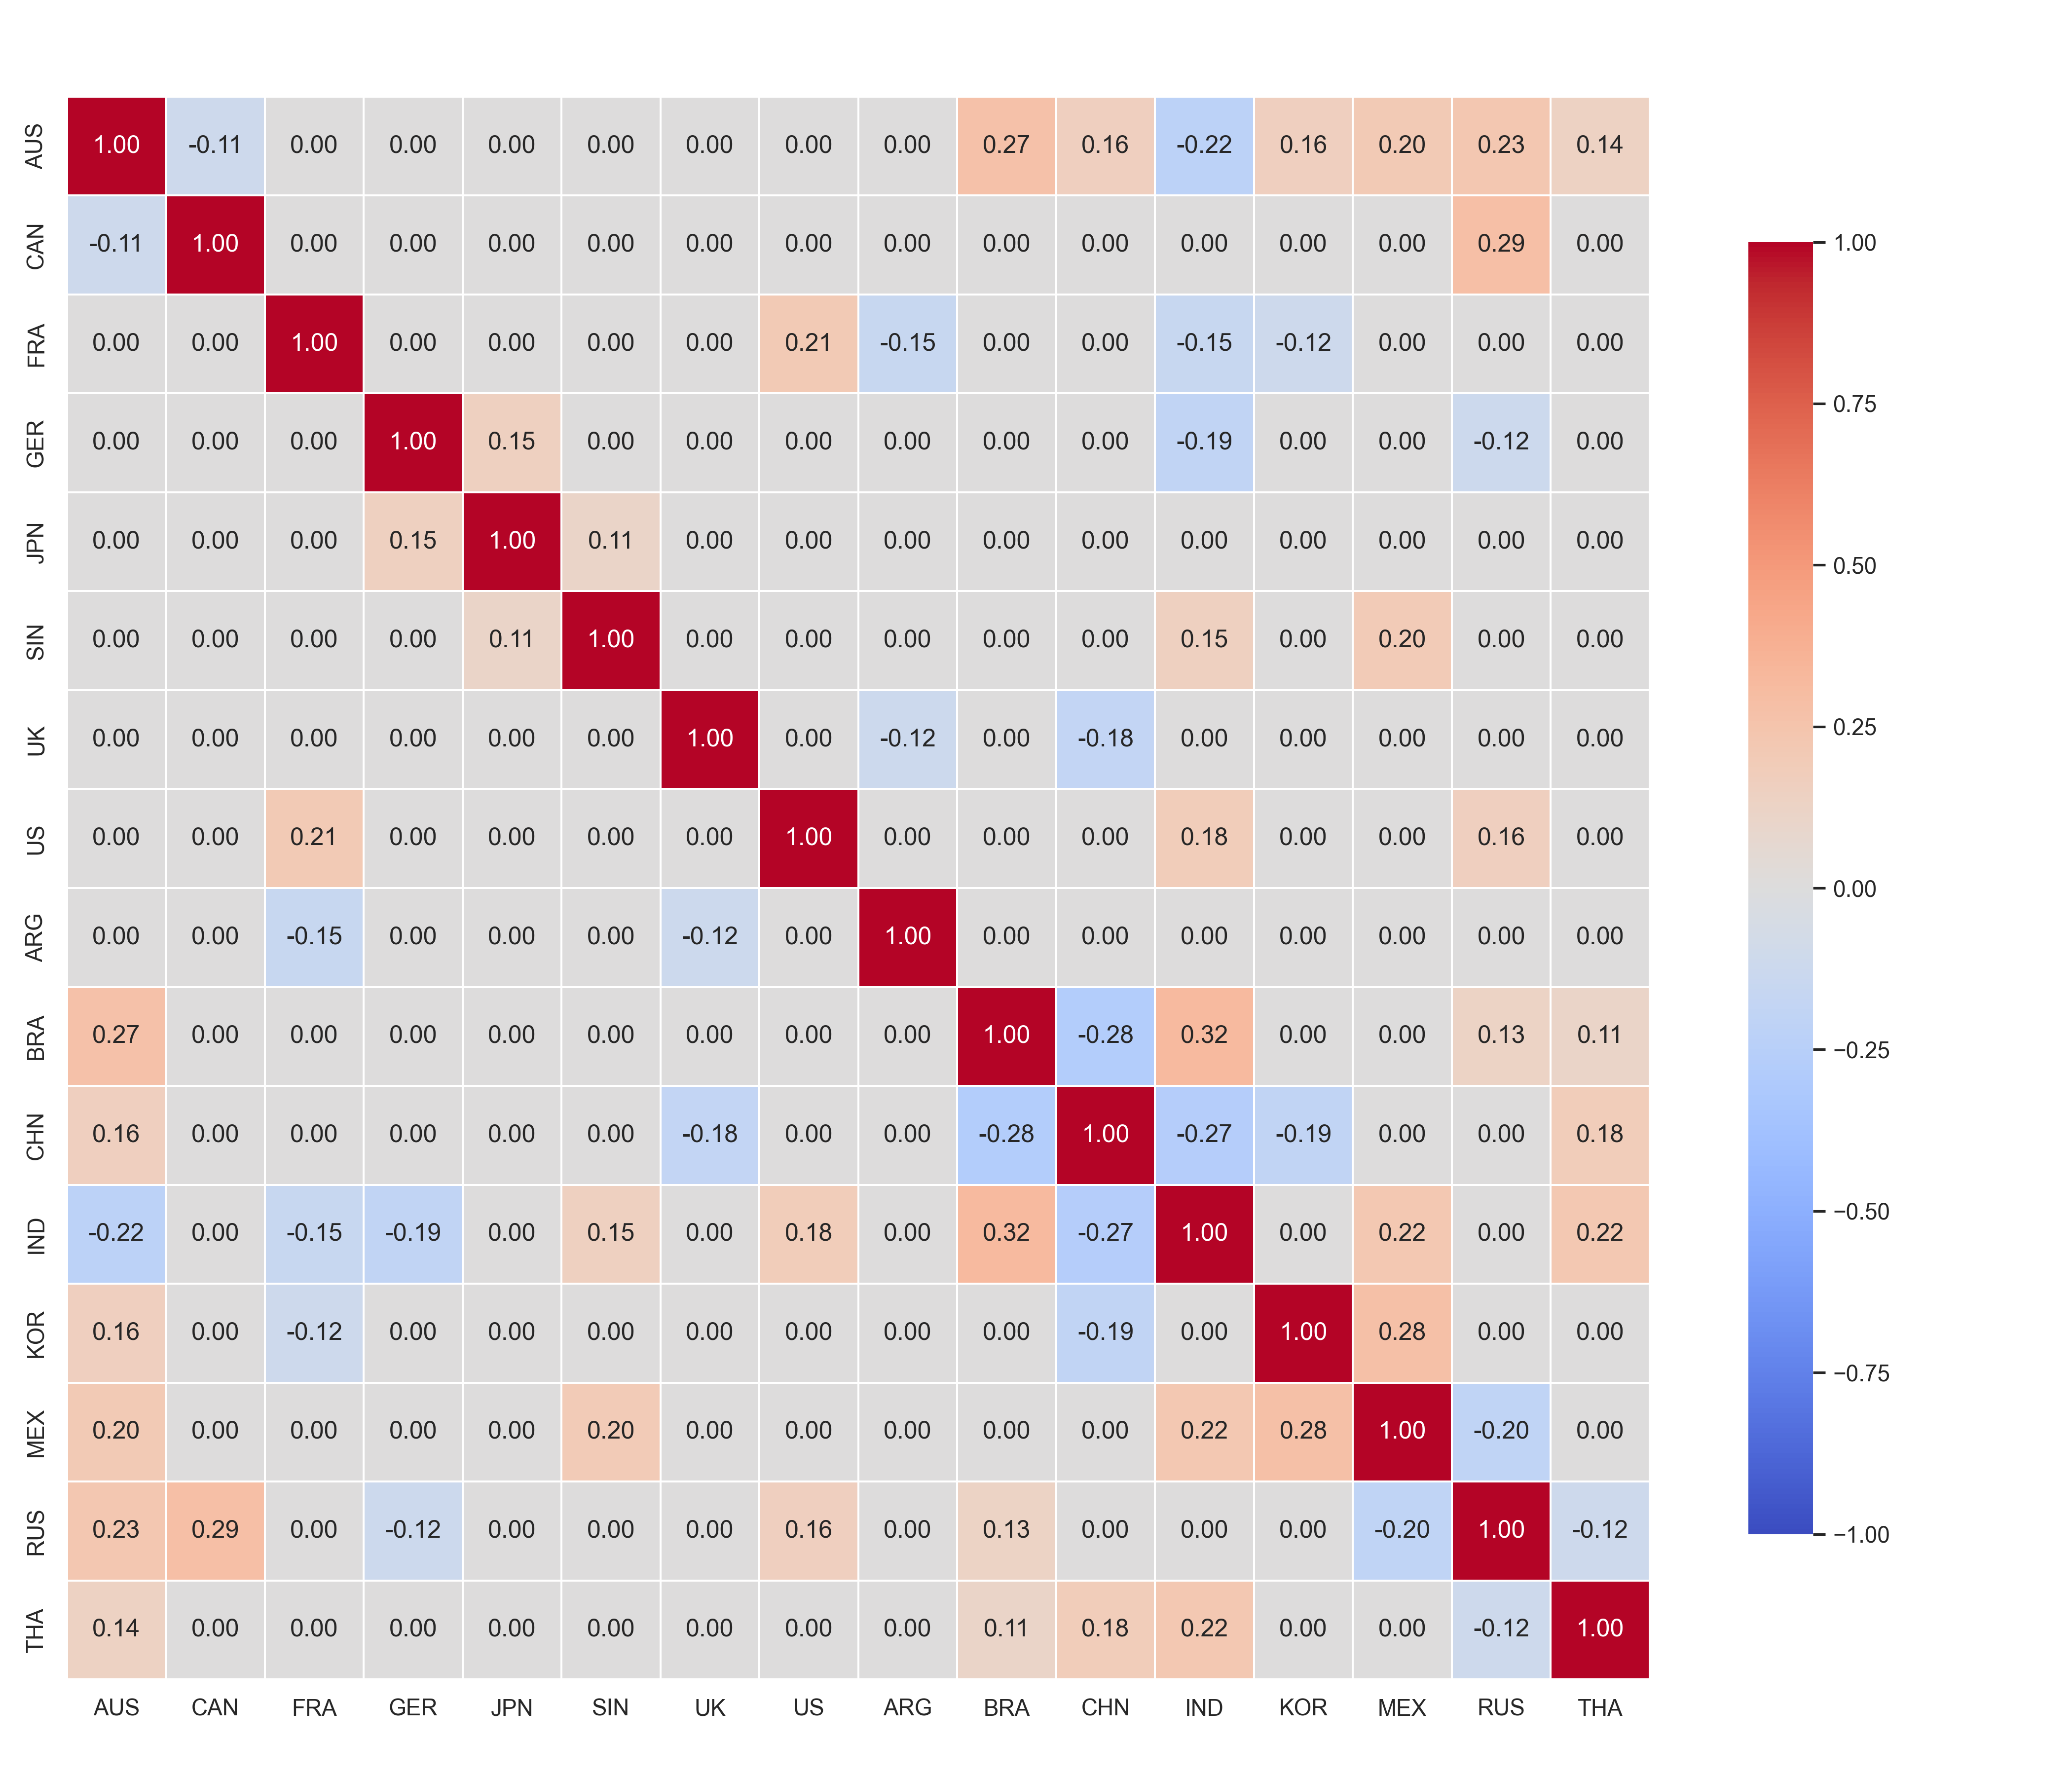 AUS 1.00 -0.11 0.00 0.00 0.00 0.00 0.00 0.00 0.00 0.27 0.16 -0.22 0.16 0.20 0.23 0.14
CAN -0.11 1.00 0.00 0.00 0.00 0.00 0.00 0.00 0.00 0.00 0.00 0.00 0.00 0.00 0.29 0.00
FRA 0.00 0.00 1.00 0.00 0.00 0.00 0.00 0.21 -0.15 0.00 0.00 -0.15 -0.12 0.00 0.00 0.00
GER 0.00 0.00 0.00 1.00 0.15 0.00 0.00 0.00 0.00 0.00 0.00 -0.19 0.00 0.00 -0.12 0.00
JPN 0.00 0.00 0.00 0.15 1.00 0.11 0.00 0.00 0.00 0.00 0.00 0.00 0.00 0.00 0.00 0.00
SIN 0.00 0.00 0.00 0.00 0.11 1.00 0.00 0.00 0.00 0.00 0.00 0.15 0.00 0.20 0.00 0.00
UK 0.00 0.00 0.00 0.00 0.00 0.00 1.00 0.00 -0.12 0.00 -0.18 0.00 0.00 0.00 0.00 0.00
US 0.00 0.00 0.21 0.00 0.00 0.00 0.00 1.00 0.00 0.00 0.00 0.18 0.00 0.00 0.16 0.00
ARG 0.00 0.00 -0.15 0.00 0.00 0.00 -0.12 0.00 1.00 0.00 0.00 0.00 0.00 0.00 0.00 0.00
BRA 0.27 0.00 0.00 0.00 0.00 0.00 0.00 0.00 0.00 1.00 -0.28 0.32 0.00 0.00 0.13 0.11
CHN 0.16 0.00 0.00 0.00 0.00 0.00 -0.18 0.00 0.00 -0.28 1.00 -0.27 -0.19 0.00 0.00 0.18
IND -0.22 0.00 -0.15 -0.19 0.00 0.15 0.00 0.18 0.00 0.32 -0.27 1.00 0.00 0.22 0.00 0.22
KOR 0.16 0.00 -0.12 0.00 0.00 0.00 0.00 0.00 0.00 0.00 -0.19 0.00 1.00 0.28 0.00 0.00
MEX 0.20 0.00 0.00 0.00 0.00 0.20 0.00 0.00 0.00 0.00 0.00 0.22 0.28 1.00 -0.20 0.00
RUS 0.23 0.29 0.00 -0.12 0.00 0.00 0.00 0.16 0.00 0.13 0.00 0.00 0.00 -0.20 1.00 -0.12
THA 0.14 0.00 0.00 0.00 0.00 0.00 0.00 0.00 0.00 0.11 0.18 0.22 0.00 0.00 -0.12 1.00
AUS CAN FRA GER JPN SIN UK US ARG BRA CHN IND KOR MEX RUS THA
1.00
0.75
0.50
0.25
0.00
−0.25
−0.50
−0.75
−1.00